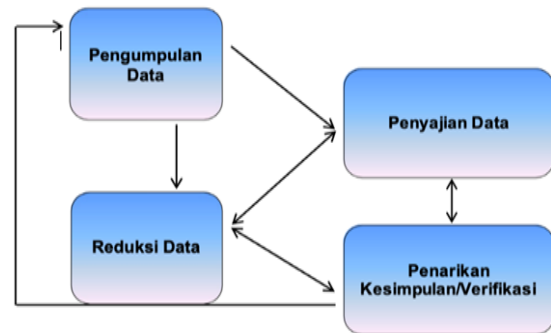 Pengumpulan
Data
Penyajian Data
Reduksi Data
Penarikan
Kesimpulan/Verifikasi